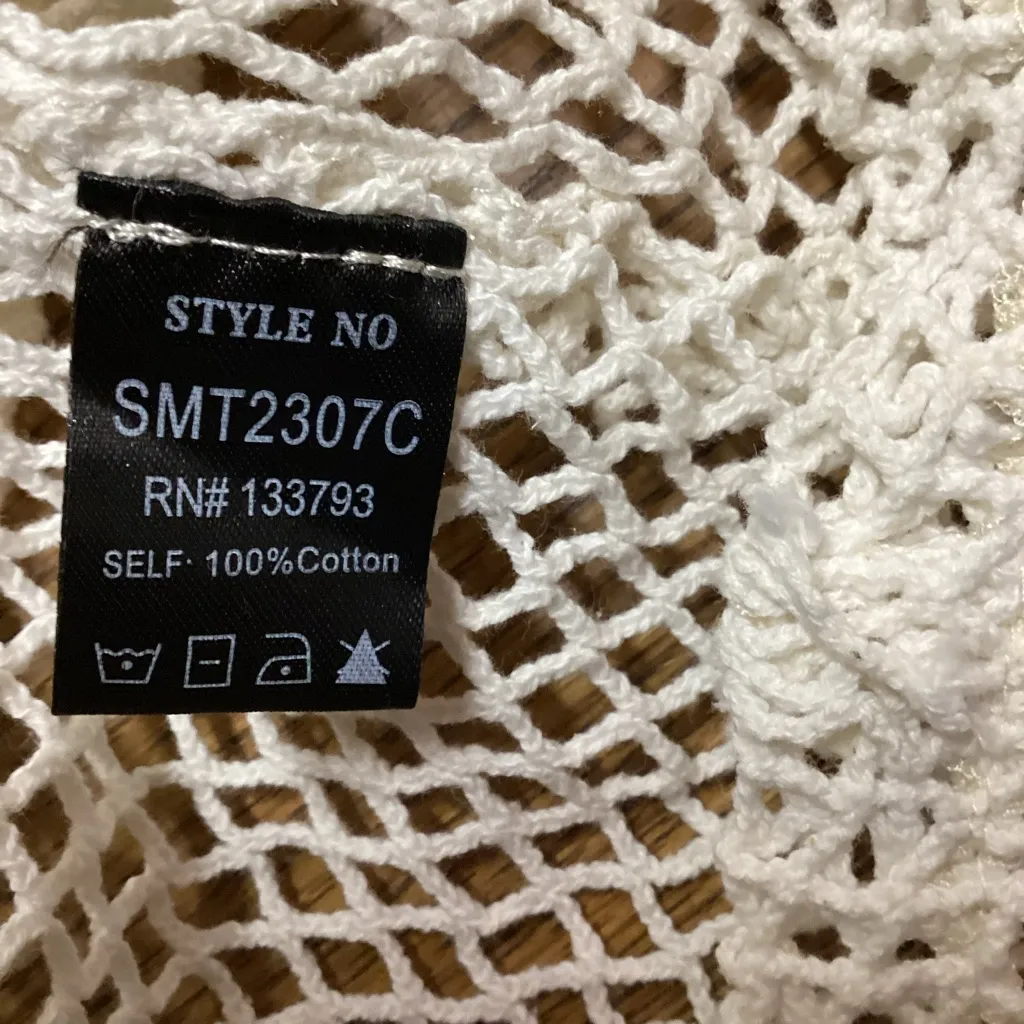 STYLE NO
SMT2307C
RN# 133793
SELF· 100%Cotton